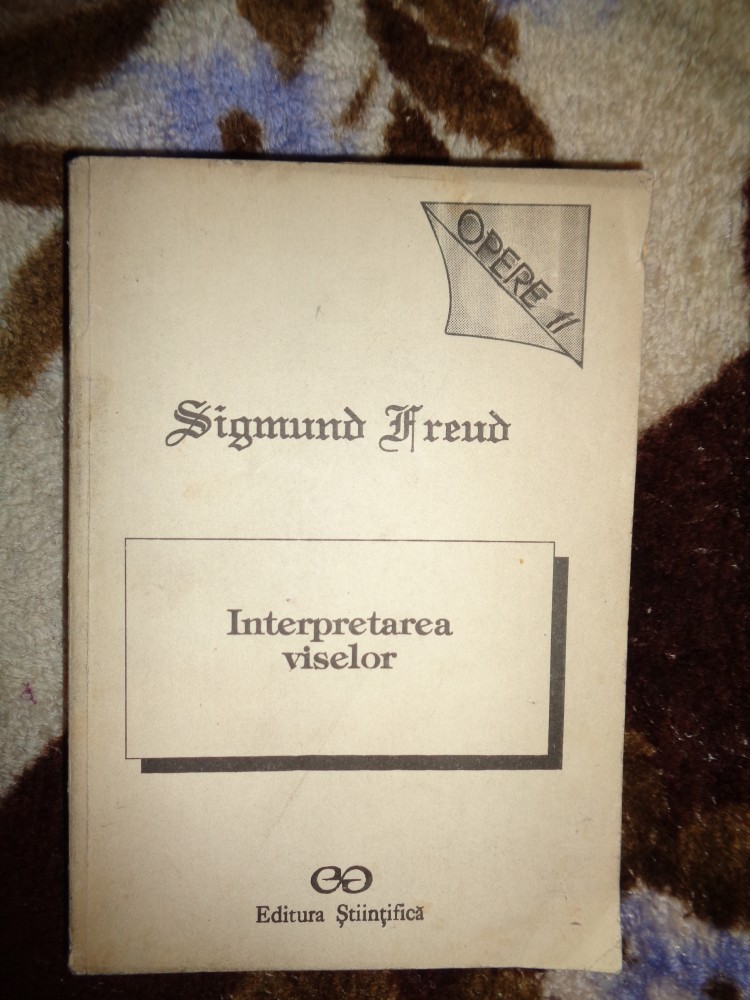 OPERE II
Sigmund Freud
Interpretarea
viselor
Editura Științifică